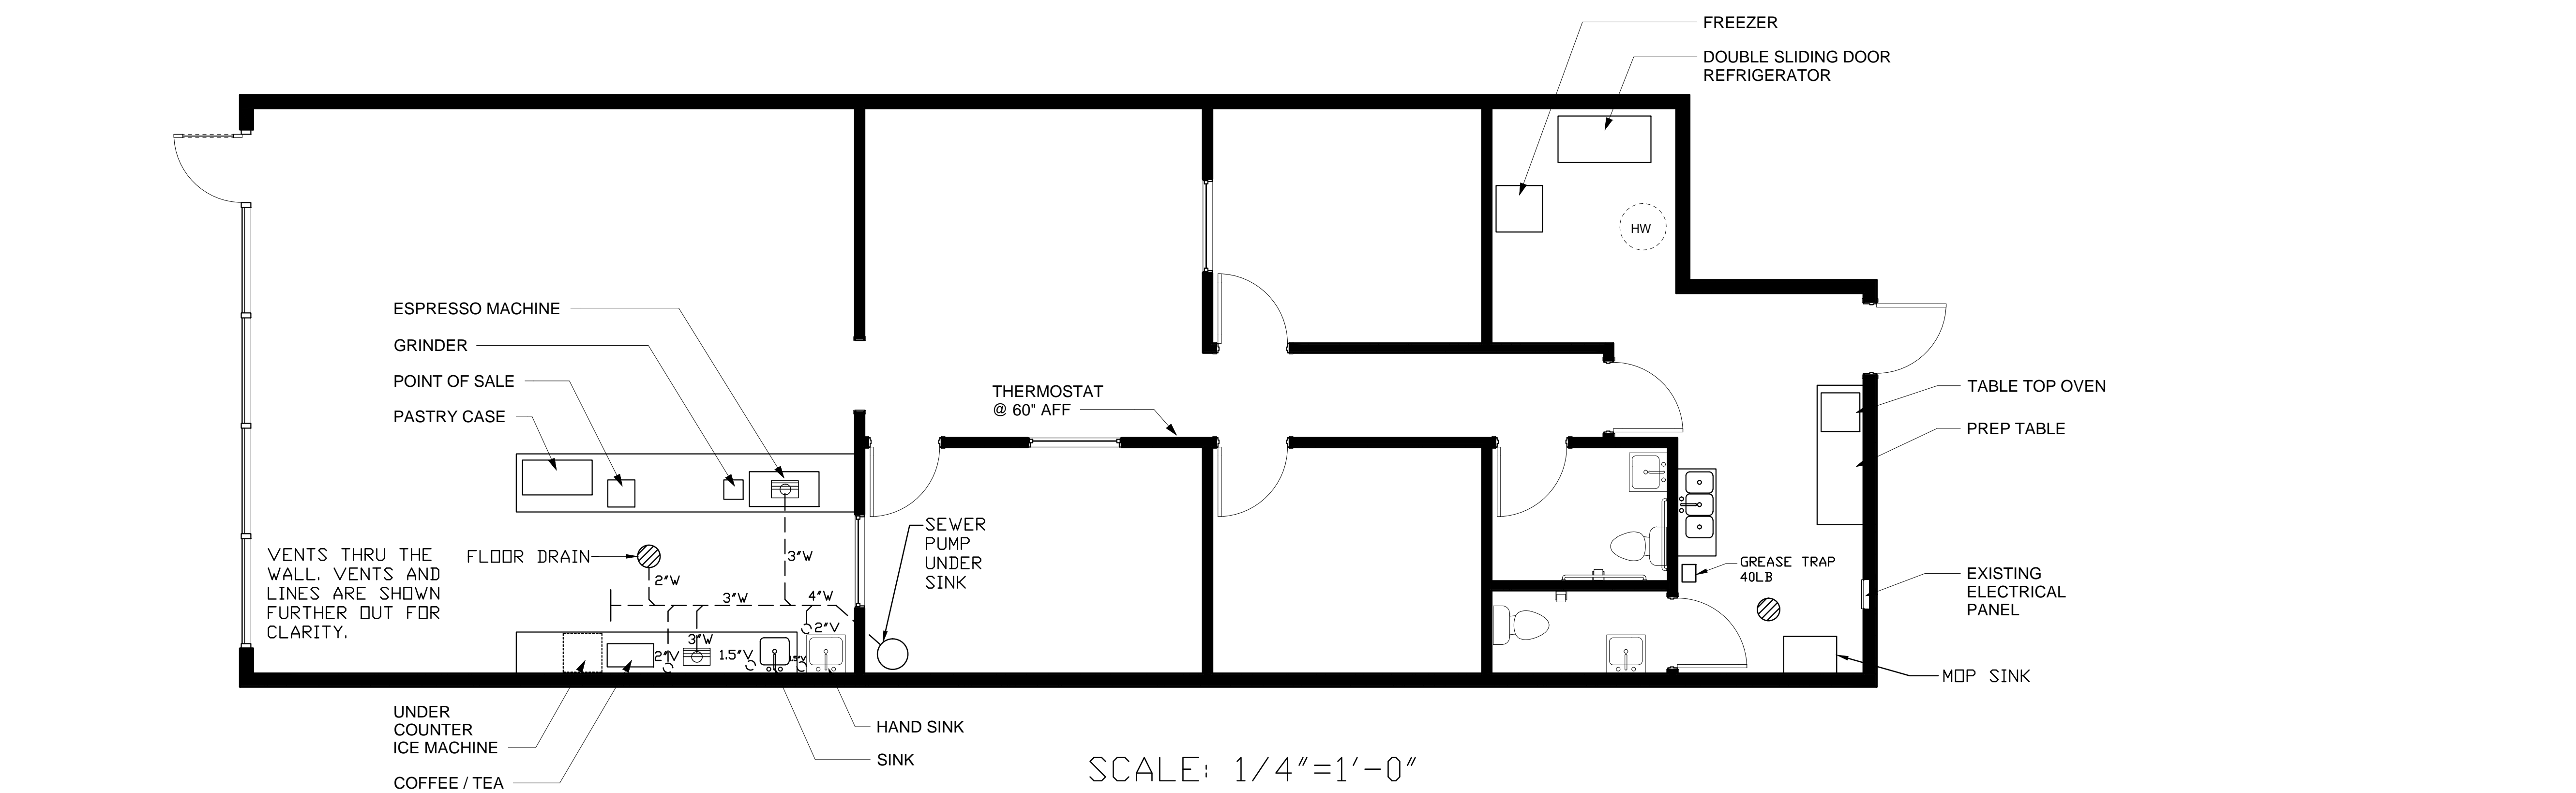 FREEZER
DOUBLE SLIDING DOOR
REFRIGERATOR
HW
ESPRESSO MACHINE
GRINDER
POINT OF SALE
PASTRY CASE
THERMOSTAT
@ 60" AFF
TABLE TOP OVEN
PREP TABLE
VENTS THRU THE
WALL. VENTS AND
LINES ARE SHOWN
FURTHER OUT FOR
CLARITY.
FLOOR DRAIN
2"W
3"W
3"W
4"W
2"V
3"W
2"V
1.5"V
1.5"V
SEWER
PUMP
UNDER
SINK
GREASE TRAP
40LB
EXISTING
ELECTRICAL
PANEL
MOP SINK
UNDER
COUNTER
ICE MACHINE
COFFEE / TEA
HAND SINK
SINK
SCALE: 1/4"=1'-0"